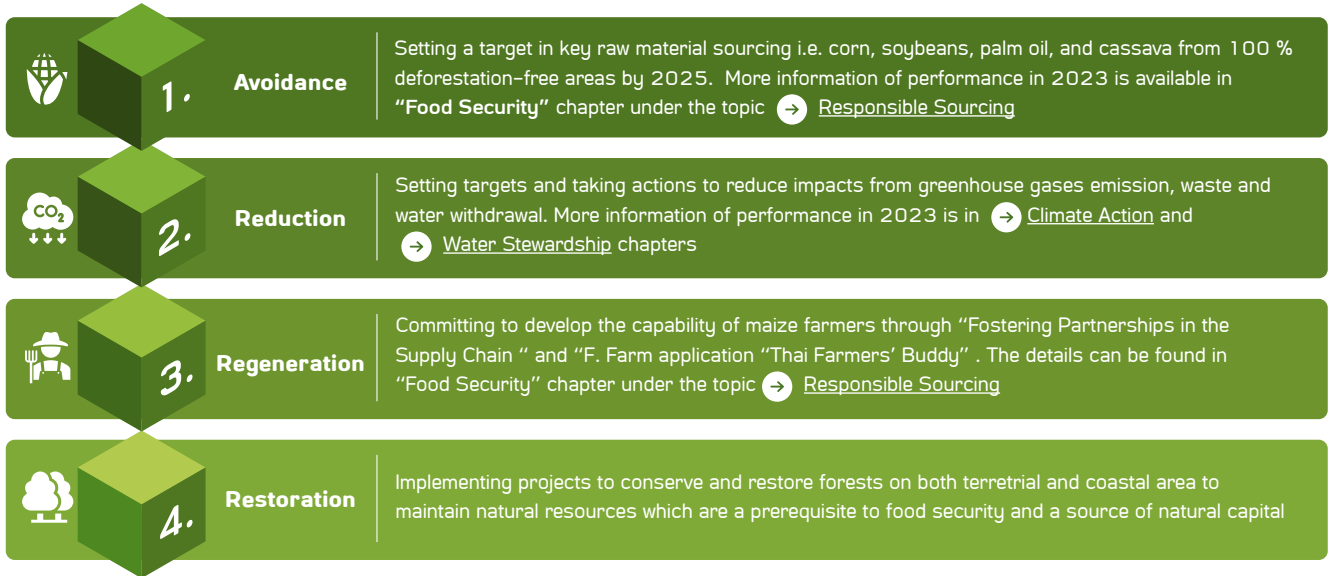 1.
Avoidance
Setting a target in key raw material sourcing i.e. corn, soybeans, palm oil, and cassava from 100 %
deforestation-free areas by 2025. More information of performance in 2023 is available in
“Food Security” chapter under the topic → Responsible Sourcing
CO2
2.
Reduction
Setting targets and taking actions to reduce impacts from greenhouse gases emission, waste and
water withdrawal. More information of performance in 2023 is in → Climate Action and
→ Water Stewardship chapters
3.
Regeneration
Committing to develop the capability of maize farmers through “Fostering Partnerships in the
Supply Chain “ and “F. Farm application “Thai Farmers’ Buddy” . The details can be found in
“Food Security” chapter under the topic → Responsible Sourcing
4.
Restoration
Implementing projects to conserve and restore forests on both terretrial and coastal area to
maintain natural resources which are a prerequisite to food security and a source of natural capital